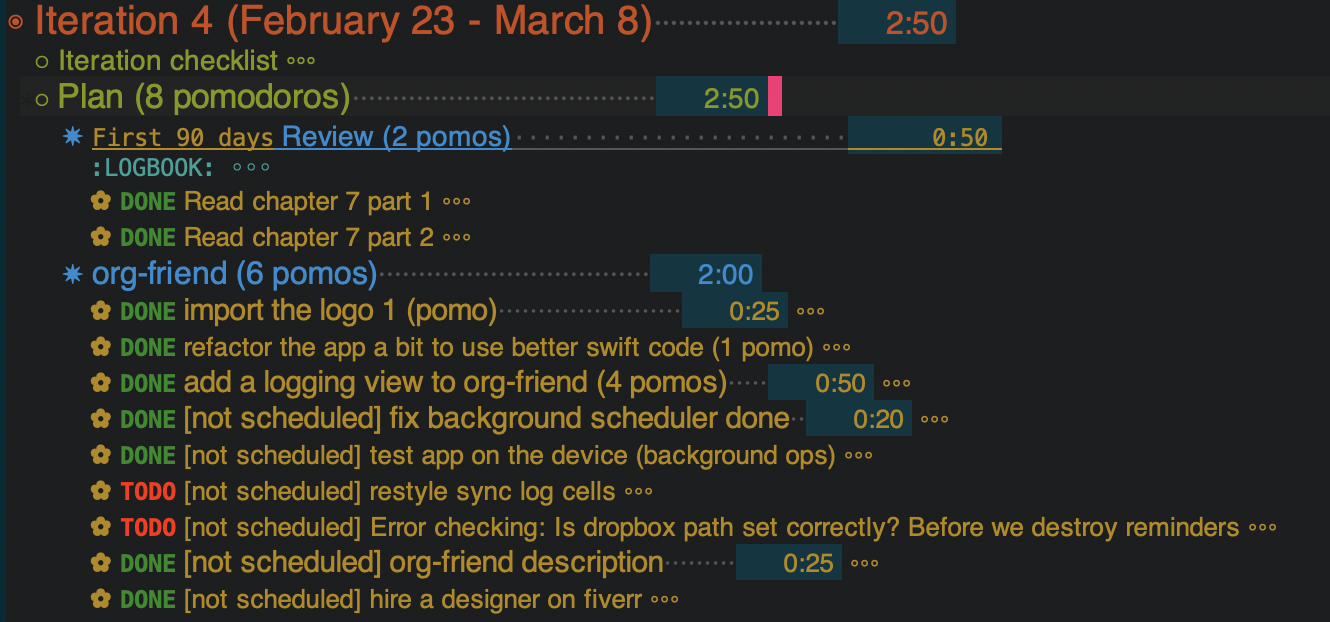 Iteration 4 (February 23 - March 8) 2:50
Iteration checklist
Plan (8 pomodoros) 2:50
First 90 days Review (2 pomos) 0:50
:LOGBOOK:
DONE Read chapter 7 part 1
DONE Read chapter 7 part 2
org-friend (6 pomos) 2:00
DONE import the logo 1 (pomo) 0:25
DONE refactor the app a bit to use better swift code (1 pomo)
DONE add a logging view to org-friend (4 pomos) 0:50
DONE [not scheduled] fix background scheduler done 0:20
DONE [not scheduled] test app on the device (background ops)
TODO [not scheduled] restyle sync log cells
TODO [not scheduled] Error checking: Is dropbox path set correctly? Before we destroy reminders
DONE [not scheduled] org-friend description 0:25
DONE [not scheduled] hire a designer on fiverr